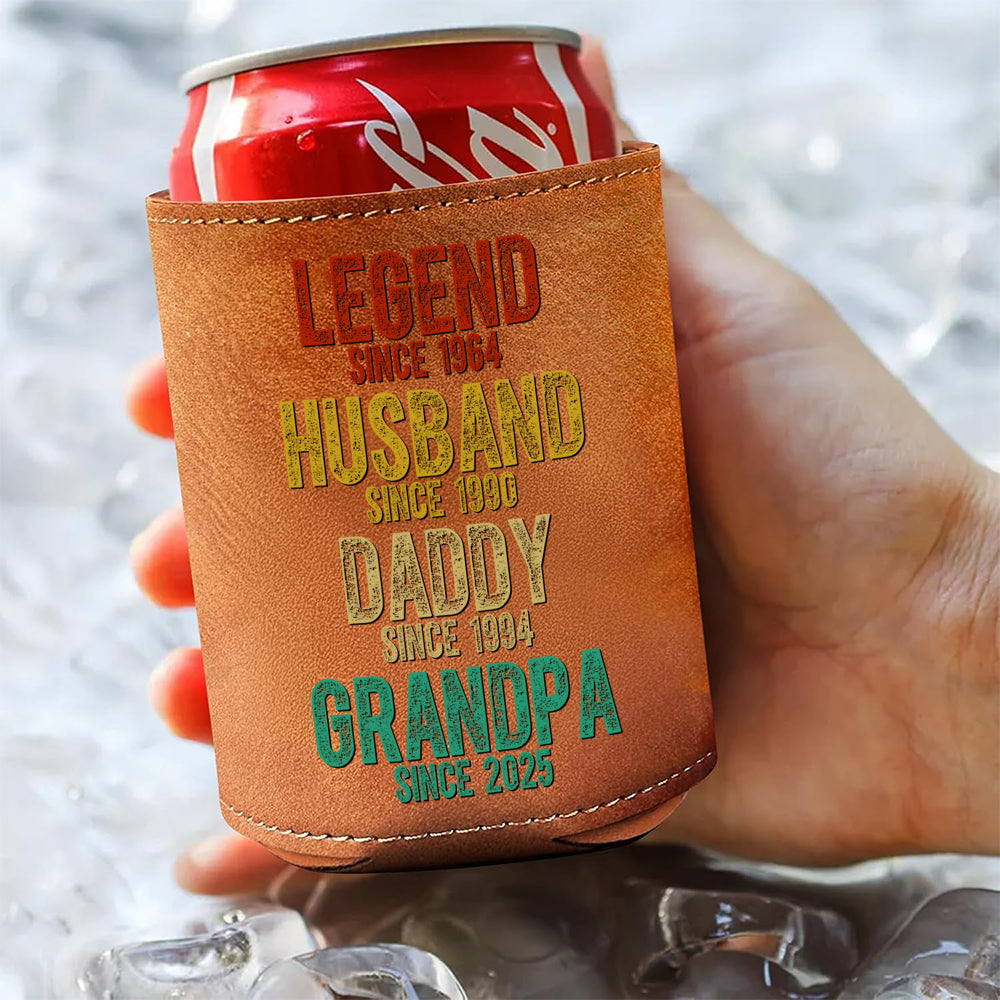 LEGEND
SINCE 1964
HUSBAND
SINCE 1990
DADDY
SINCE 1994
GRANDPA
SINCE 2025